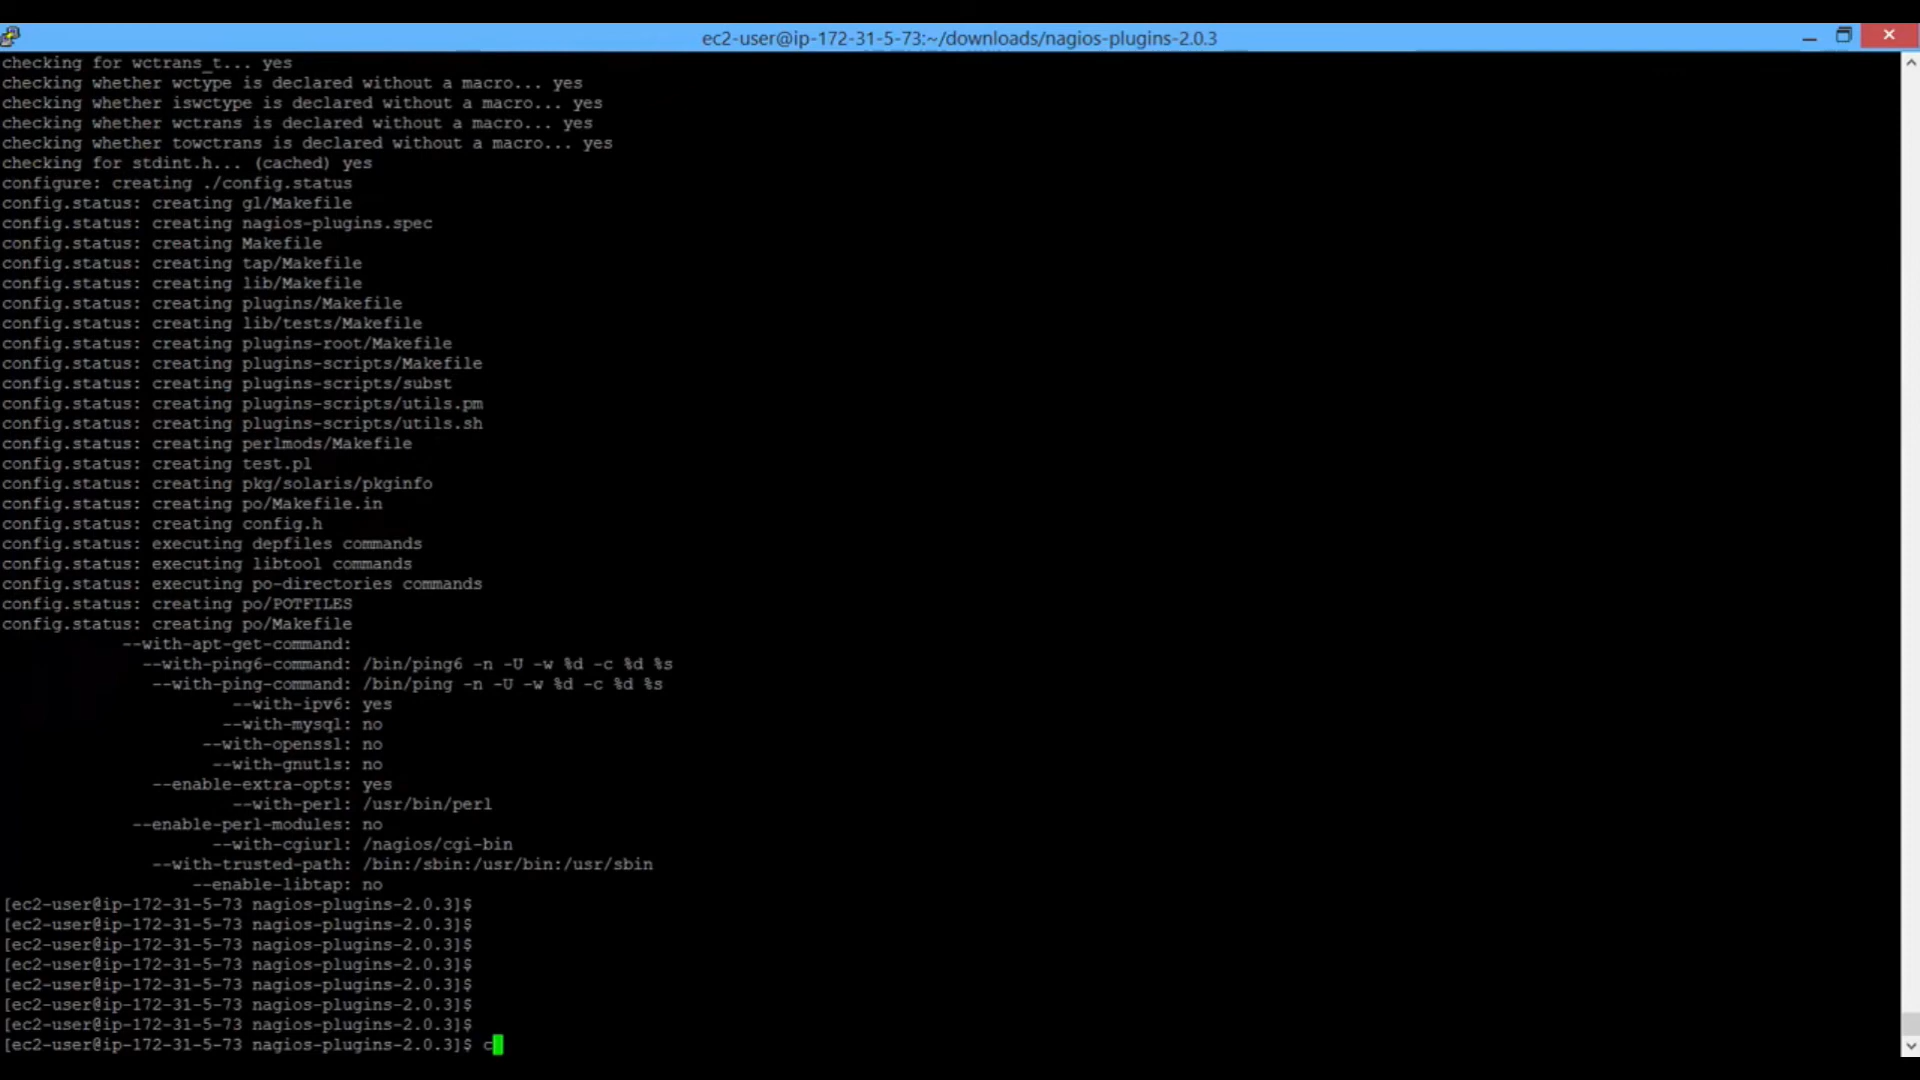 ec2-user@ip-172-31-5-73:~/downloads/nagios-plugins-2.0.3
checking for wctrans_t... yes
checking whether wctype is declared without a macro... yes
checking whether iswctype is declared without a macro... yes
checking whether wctrans is declared without a macro... yes
checking whether towctrans is declared without a macro... yes
checking for stdint.h... (cached) yes
configure: creating ./config.status
config.status: creating gl/Makefile
config.status: creating nagios-plugins.spec
config.status: creating Makefile
config.status: creating tap/Makefile
config.status: creating lib/Makefile
config.status: creating plugins/Makefile
config.status: creating lib/tests/Makefile
config.status: creating plugins-root/Makefile
config.status: creating plugins-scripts/Makefile
config.status: creating plugins-scripts/subst
config.status: creating plugins-scripts/utils.pm
config.status: creating plugins-scripts/utils.sh
config.status: creating perlmods/Makefile
config.status: creating test.pl
config.status: creating pkg/solaris/pkginfo
config.status: creating po/Makefile.in
config.status: creating config.h
config.status: executing depfiles commands
config.status: executing libtool commands
config.status: executing po-directories commands
config.status: creating po/POTFILES
config.status: creating po/Makefile
--with-apt-get-command:
--with-ping6-command: /bin/ping6 -n -U -w %d -c %d %s
--with-ping-command: /bin/ping -n -U -w %d -c %d %s
--with-ipv6: yes
--with-mysql: no
--with-openssl: no
--with-gnutls: no
--enable-extra-opts: yes
--with-perl: /usr/bin/perl
--enable-perl-modules: no
--with-cgiurl: /nagios/cgi-bin
--with-trusted-path: /bin:/sbin:/usr/bin:/usr/sbin
--enable-libtap: no
[ec2-user@ip-172-31-5-73 nagios-plugins-2.0.3]$
[ec2-user@ip-172-31-5-73 nagios-plugins-2.0.3]$
[ec2-user@ip-172-31-5-73 nagios-plugins-2.0.3]$
[ec2-user@ip-172-31-5-73 nagios-plugins-2.0.3]$
[ec2-user@ip-172-31-5-73 nagios-plugins-2.0.3]$
[ec2-user@ip-172-31-5-73 nagios-plugins-2.0.3]$
[ec2-user@ip-172-31-5-73 nagios-plugins-2.0.3]$
[ec2-user@ip-172-31-5-73 nagios-plugins-2.0.3]$ c